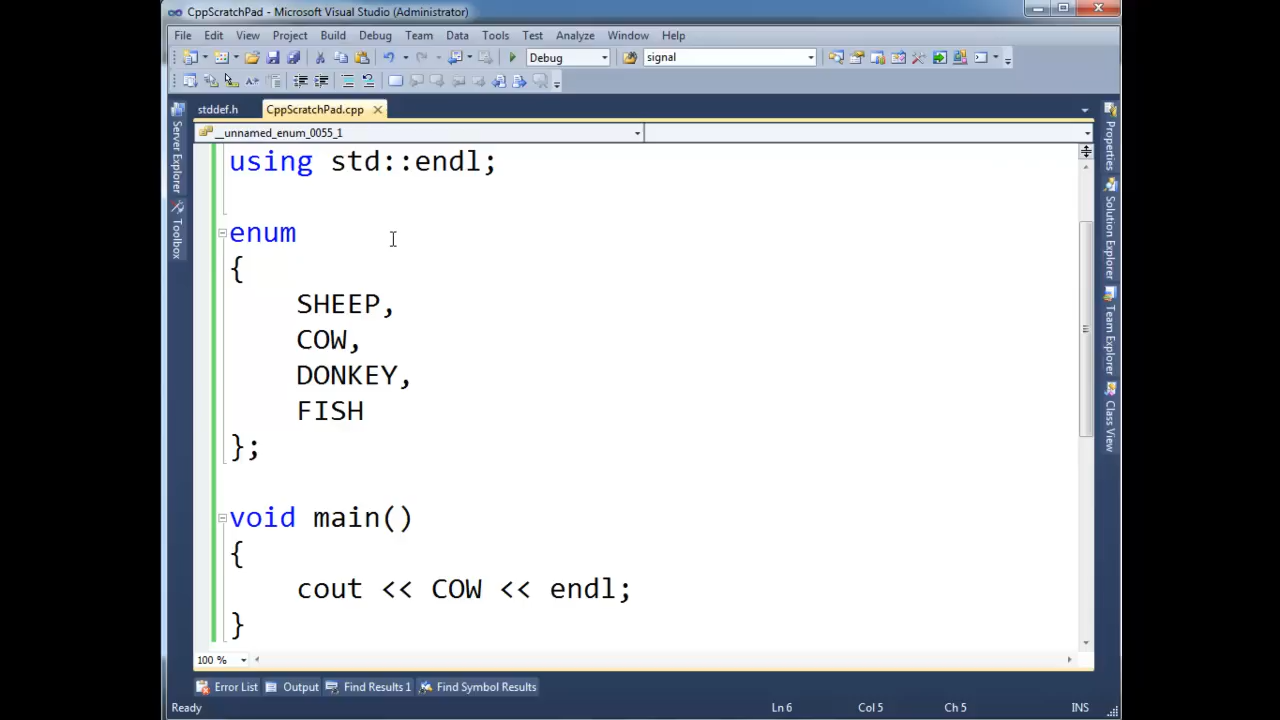 CppScratchPad - Microsoft Visual Studio (Administrator)
File Edit View Project Build Debug Team Data Tools Test Analyze Window Help
Debug signal
stddef.h CppScratchPad.cpp
__unnamed_enum_0055_1
Server Explorer
Toolbox
using std::endl;
enum
{
SHEEP,
COW,
DONKEY,
FISH
};
void main()
{
cout << COW << endl;
}
Properties
Solution Explorer
Team Explorer
Class View
100 %
Error List Output Find Results 1 Find Symbol Results
Ready Ln 6 Col 5 Ch 5 INS